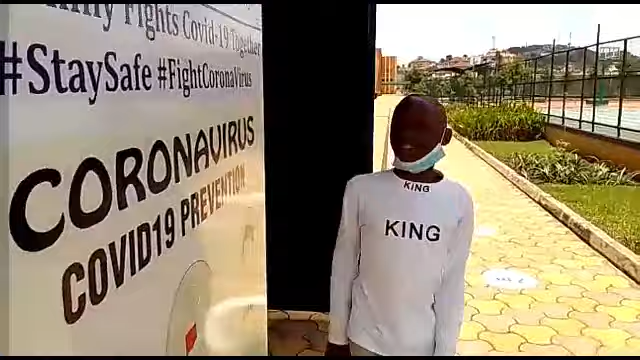 Fights Covid-19 Together
#StaySafe #FightCoronaVirus
CORONAVIRUS
COVID19 PREVENTION
KING
KING